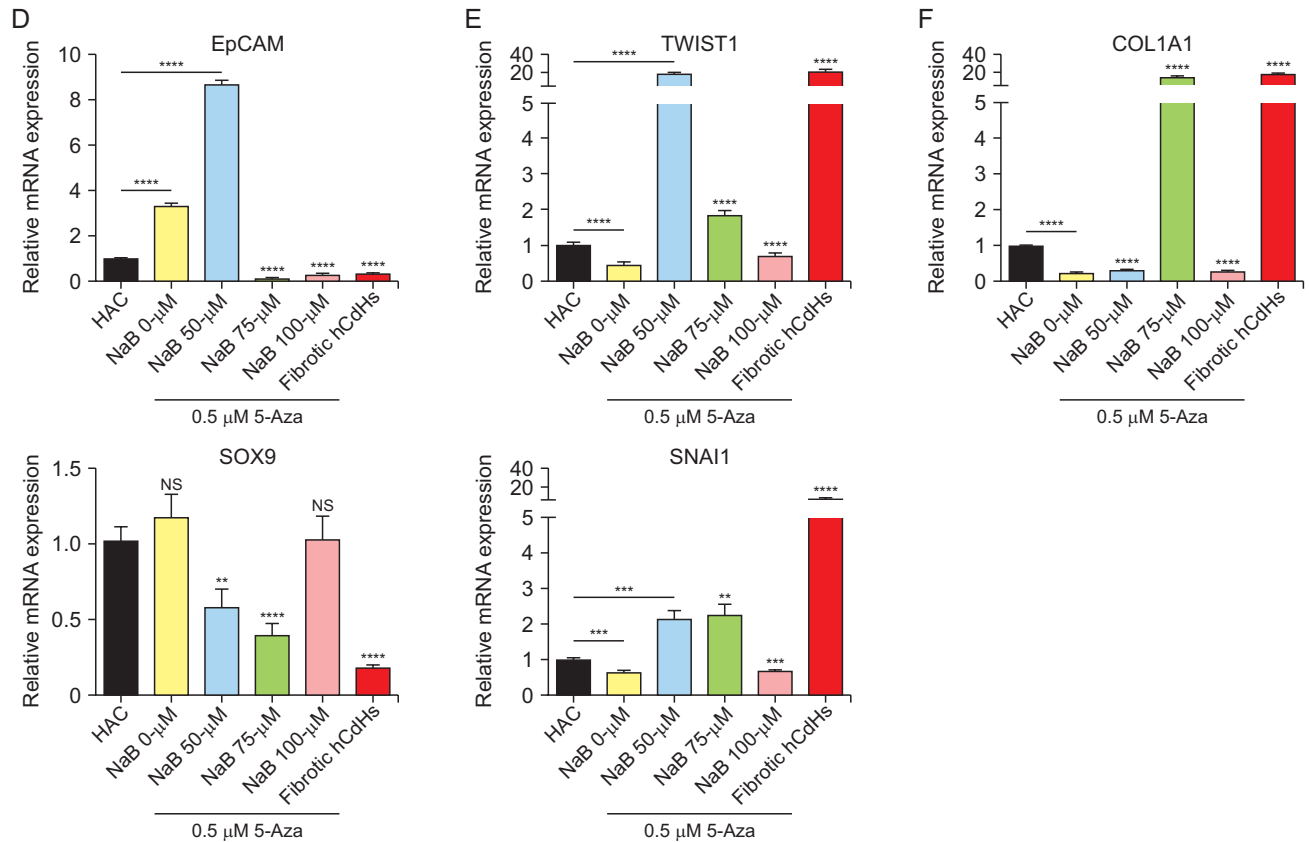 D
EpCAM
Relative mRNA expression
10
8
6
4
2
0
****
****
****
****
****
HAC
NaB 0-μM
NaB 50-μM
NaB 75-μM
NaB 100-μM
Fibrotic hCdHs
0.5 μM 5-Aza
E
TWIST1
Relative mRNA expression
40
20
5
4
3
2
1
0
****
****
****
****
****
HAC
NaB 0-μM
NaB 50-μM
NaB 75-μM
NaB 100-μM
Fibrotic hCdHs
0.5 μM 5-Aza
F
COL1A1
Relative mRNA expression
40
20
5
4
3
2
1
0
****
****
****
****
****
HAC
NaB 0-μM
NaB 50-μM
NaB 75-μM
NaB 100-μM
Fibrotic hCdHs
0.5 μM 5-Aza
SOX9
Relative mRNA expression
1.5
1.0
0.5
0
NS
**
****
NS
****
HAC
NaB 0-μM
NaB 50-μM
NaB 75-μM
NaB 100-μM
Fibrotic hCdHs
0.5 μM 5-Aza
SNAI1
Relative mRNA expression
40
20
5
4
3
2
1
0
***
***
**
***
****
HAC
NaB 0-μM
NaB 50-μM
NaB 75-μM
NaB 100-μM
Fibrotic hCdHs
0.5 μM 5-Aza